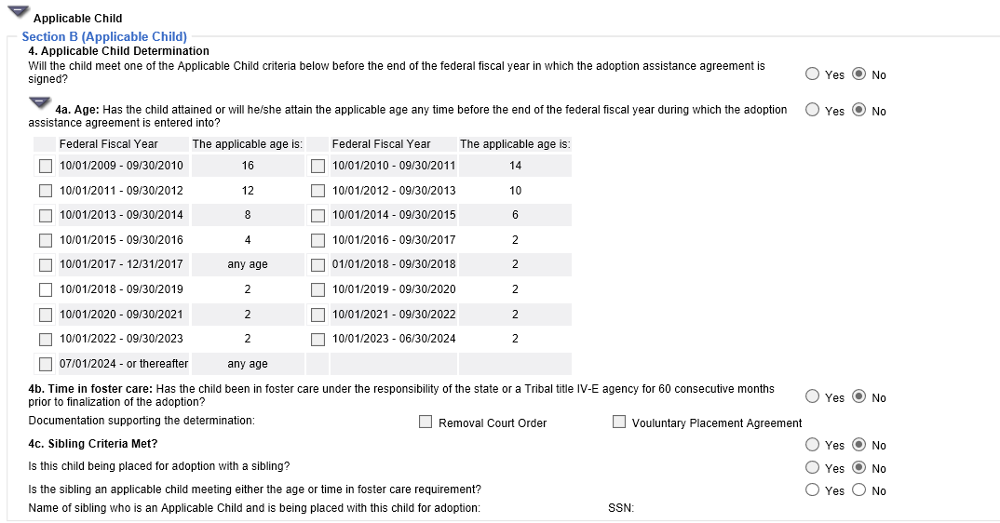 Applicable Child
Section B (Applicable Child)
4. Applicable Child Determination
Will the child meet one of the Applicable Child criteria below before the end of the federal fiscal year in which the adoption assistance agreement is
signed?
Yes No
4a. Age: Has the child attained or will he/she attain the applicable age any time before the end of the federal fiscal year during which the adoption
assistance agreement is entered into?
Yes No
Federal Fiscal Year The applicable age is: Federal Fiscal Year The applicable age is:
10/01/2009 - 09/30/2010 16 10/01/2010 - 09/30/2011 14
10/01/2011 - 09/30/2012 12 10/01/2012 - 09/30/2013 10
10/01/2013 - 09/30/2014 8 10/01/2014 - 09/30/2015 6
10/01/2015 - 09/30/2016 4 10/01/2016 - 09/30/2017 2
10/01/2017 - 12/31/2017 any age 01/01/2018 - 09/30/2018 2
10/01/2018 - 09/30/2019 2 10/01/2019 - 09/30/2020 2
10/01/2020 - 09/30/2021 2 10/01/2021 - 09/30/2022 2
10/01/2022 - 09/30/2023 2 10/01/2023 - 06/30/2024 2
07/01/2024 - or thereafter any age
4b. Time in foster care: Has the child been in foster care under the responsibility of the state or a Tribal title IV-E agency for 60 consecutive months
prior to finalization of the adoption?
Yes No
Documentation supporting the determination: Removal Court Order Vouluntary Placement Agreement
4c. Sibling Criteria Met? Yes No
Is this child being placed for adoption with a sibling? Yes No
Is the sibling an applicable child meeting either the age or time in foster care requirement? Yes No
Name of sibling who is an Applicable Child and is being placed with this child for adoption: SSN: